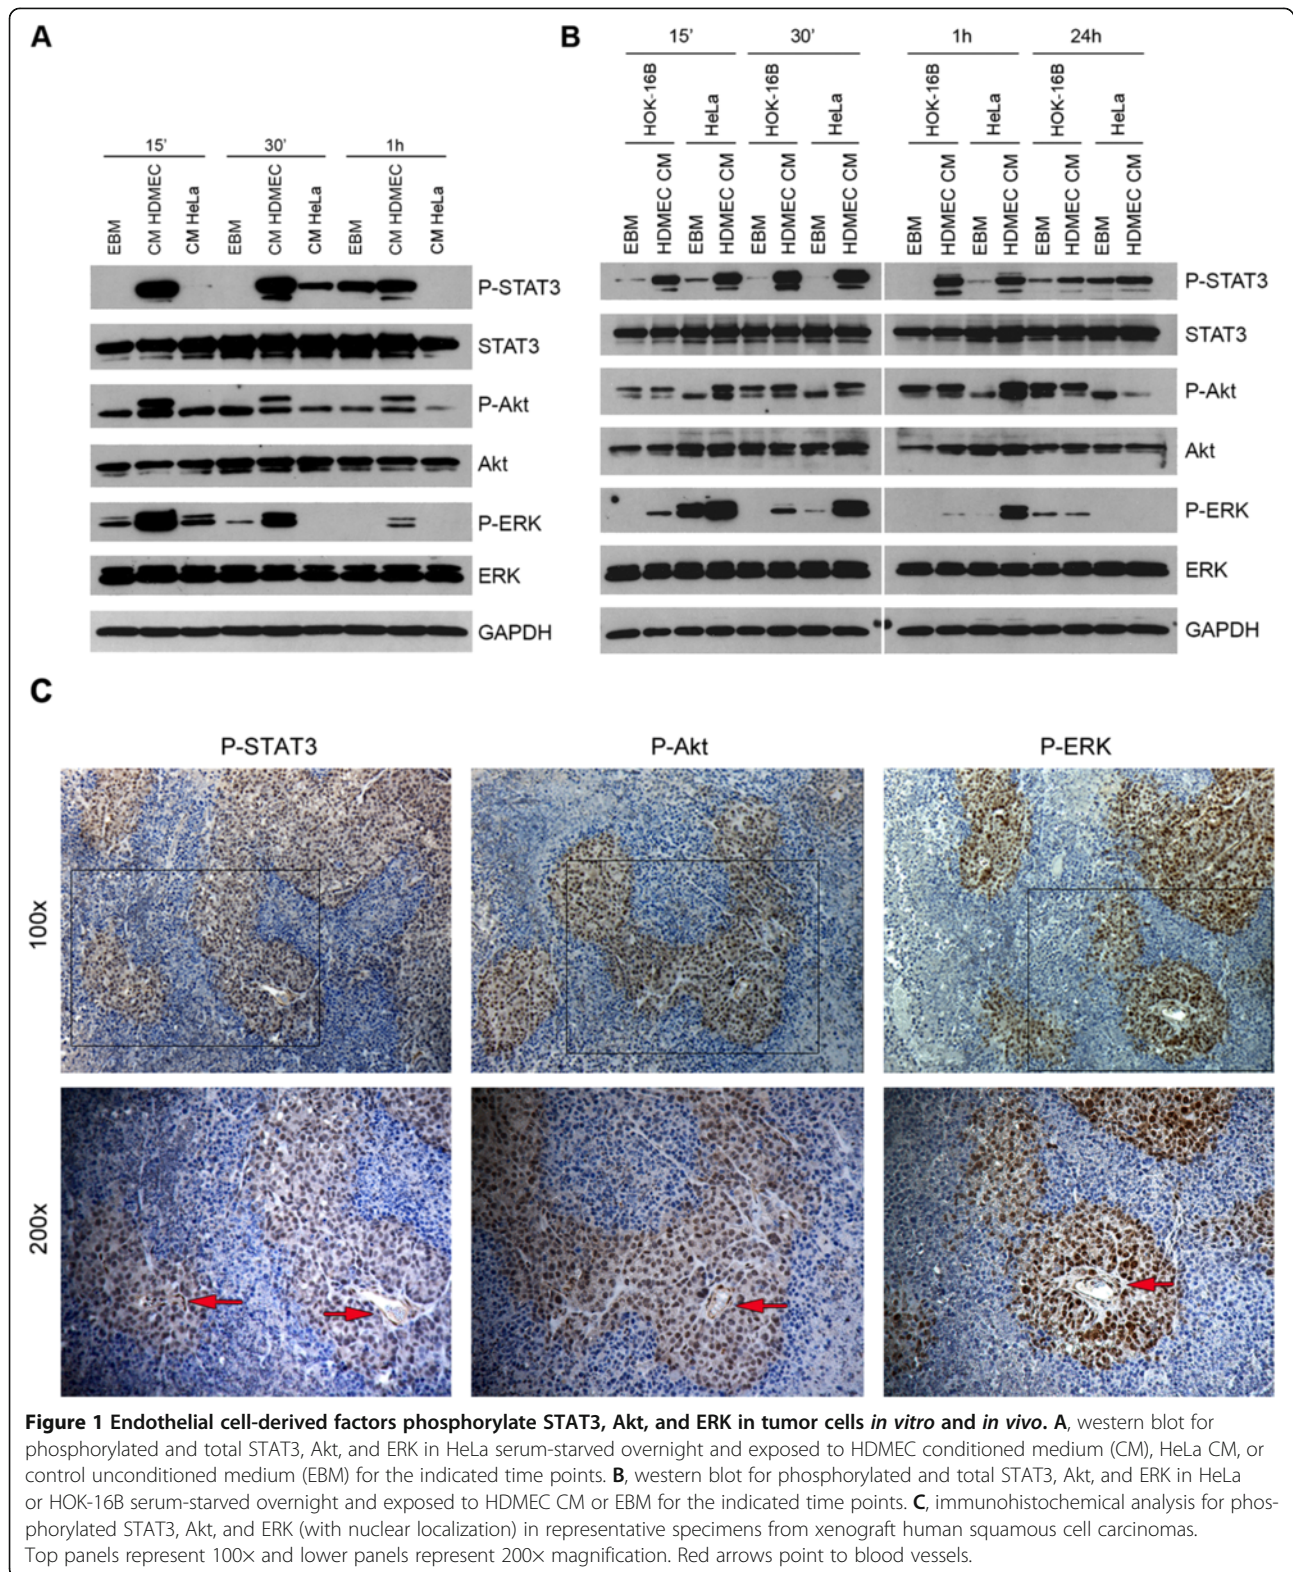 A
15' 30' 1h
EBM CM HDMEC CM HeLa EBM CM HDMEC CM HeLa EBM CM HDMEC CM HeLa
P-STAT3
STAT3
P-Akt
Akt
P-ERK
ERK
GAPDH
B
15' 30' 1h 24h
HOK-16B HeLa HOK-16B HeLa HOK-16B HeLa HOK-16B HeLa
EBM HDMEC CM EBM HDMEC CM EBM HDMEC CM EBM HDMEC CM EBM HDMEC CM EBM HDMEC CM EBM HDMEC CM EBM HDMEC CM
P-STAT3
STAT3
P-Akt
Akt
P-ERK
ERK
GAPDH
C
P-STAT3 P-Akt P-ERK
100x
200x
Figure 1 Endothelial cell-derived factors phosphorylate STAT3, Akt, and ERK in tumor cells in vitro and in vivo. A, western blot for
phosphorylated and total STAT3, Akt, and ERK in HeLa serum-starved overnight and exposed to HDMEC conditioned medium (CM), HeLa CM, or
control unconditioned medium (EBM) for the indicated time points. B, western blot for phosphorylated and total STAT3, Akt, and ERK in HeLa
or HOK-16B serum-starved overnight and exposed to HDMEC CM or EBM for the indicated time points. C, immunohistochemical analysis for phos-
phorylated STAT3, Akt, and ERK (with nuclear localization) in representative specimens from xenograft human squamous cell carcinomas.
Top panels represent 100× and lower panels represent 200× magnification. Red arrows point to blood vessels.